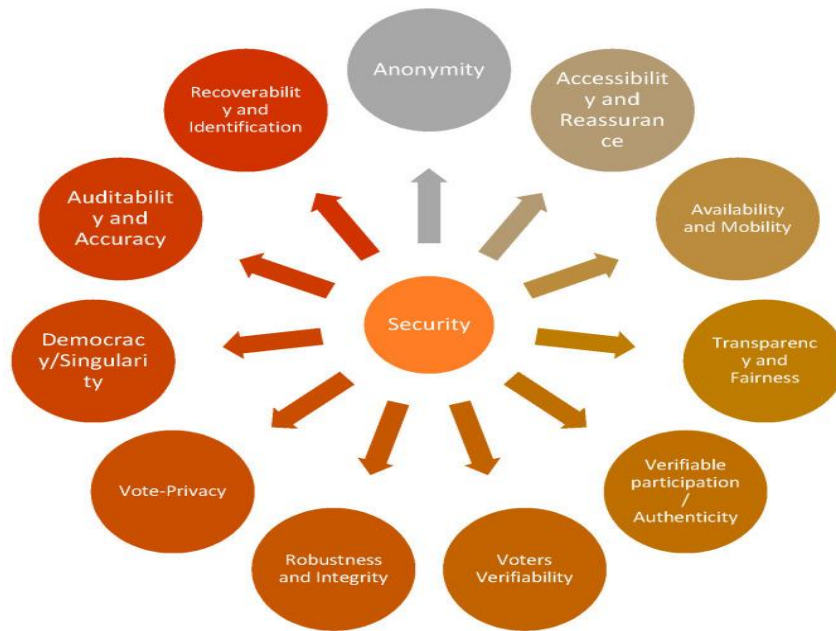 Anonymity
Accessibilit
y and
Reassuran
ce
Availability
and Mobility
Transparenc
y and
Fairness
Verifiable
participation
/
Authenticity
Voters
Verifiability
Robustness
and Integrity
Vote-Privacy
Democrac
y/Singulari
ty
Auditabilit
y and
Accuracy
Recoverabilit
y and
Identification
Security